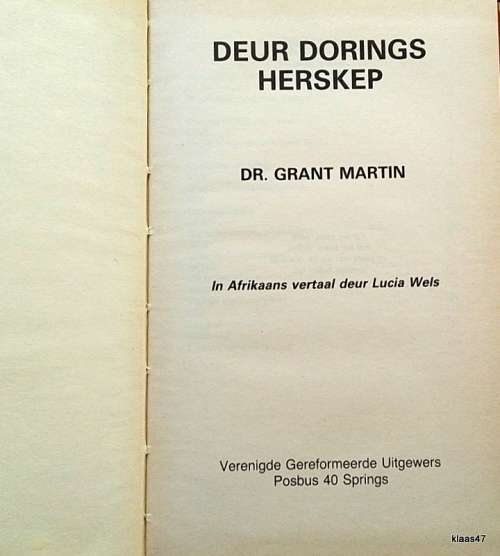 DEUR DORINGS
HERSKEP
DR. GRANT MARTIN
In Afrikaans vertaal deur Lucia Wels
Verenigde Gereformeerde Uitgewers
Posbus 40 Springs
klaas47